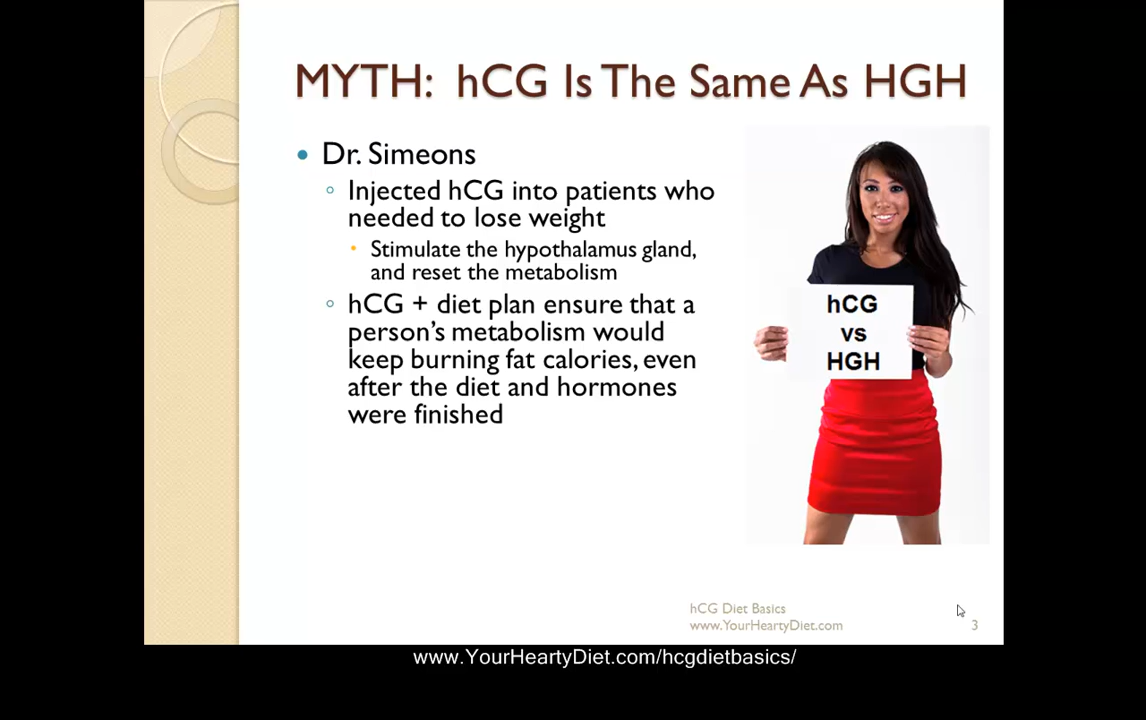 MYTH: hCG Is The Same As HGH
Dr. Simeons
Injected hCG into patients who
needed to lose weight
Stimulate the hypothalamus gland,
and reset the metabolism
hCG + diet plan ensure that a
person's metabolism would
keep burning fat calories, even
after the diet and hormones
were finished
hCG
vs
HGH
hCG Diet Basics
www.YourHeartyDiet.com
3
www.YourHeartyDiet.com/hcgdietbasics/